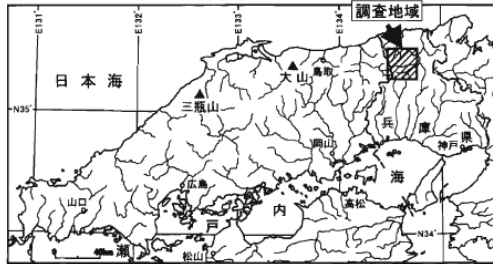 E131°
E132°
E133°
E134°
調査地域
日本海
大山
鳥取
N35°
三瓶山
兵庫県
岡山
神戸
広島
海
山口
高松
内
戸
N34°
瀬
松山